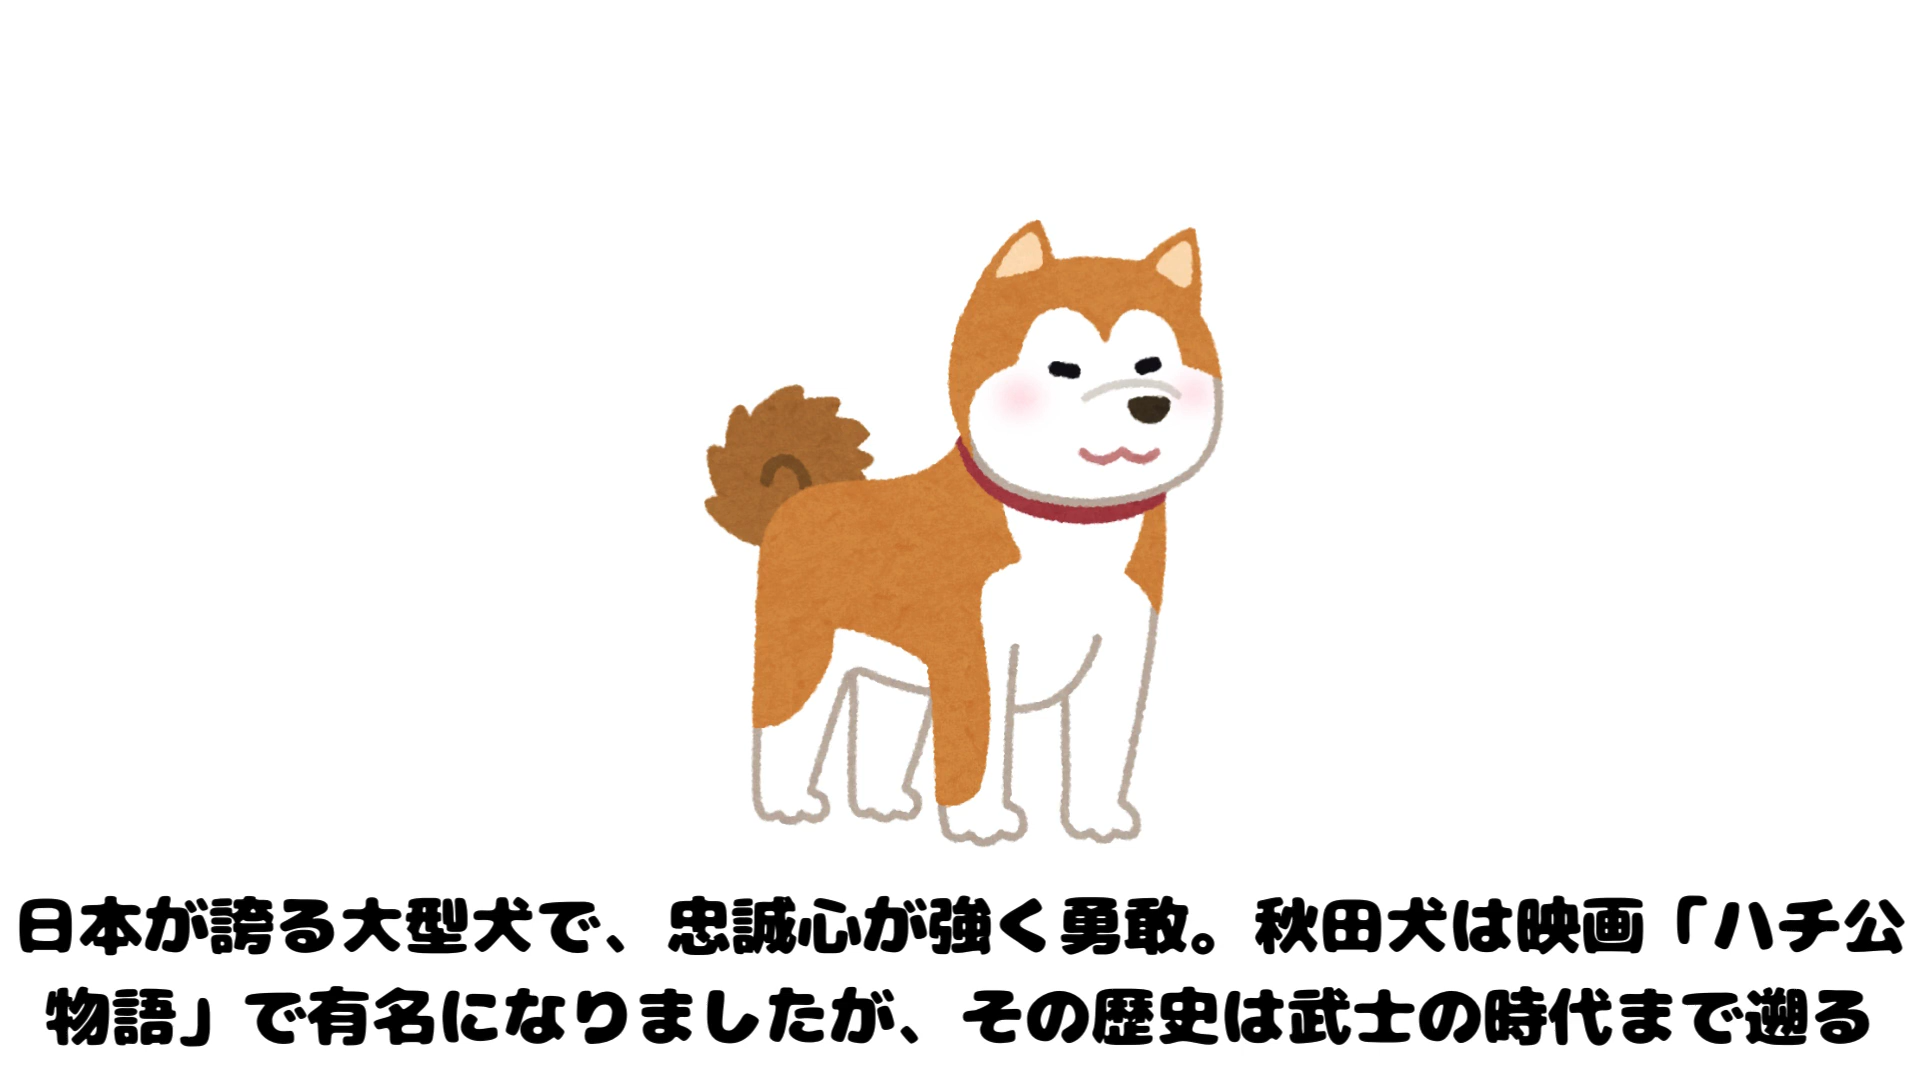 日本が誇る大型犬で、忠誠心が強く勇敢。秋田犬は映画「ハチ公
物語」で有名になりましたが、その歴史は武士の時代まで遡る